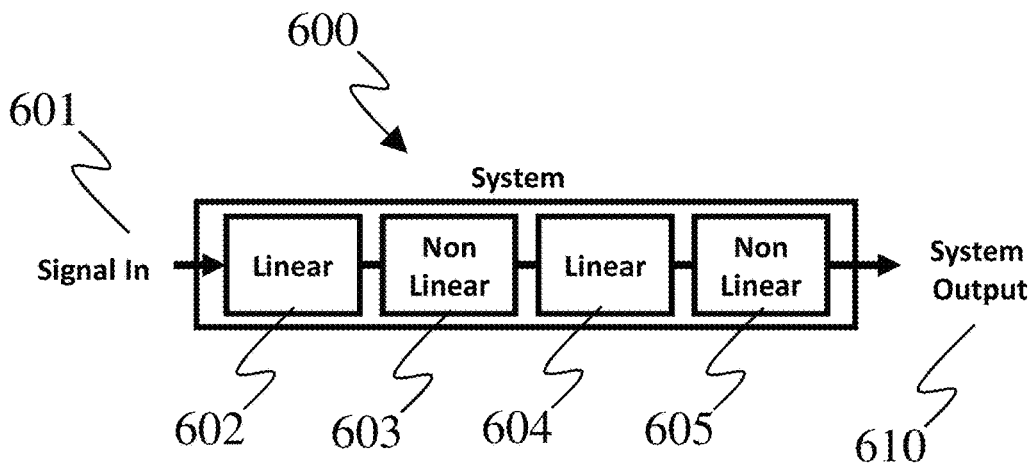 600
601
System
Signal In
Linear
Non
Linear
Linear
Non
Linear
System
Output
602
603
604
605
610